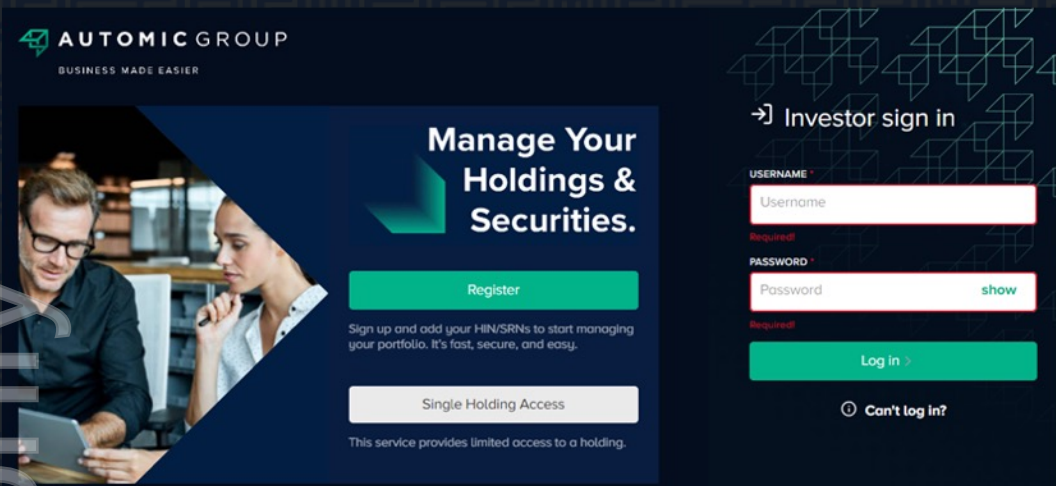 AUTOMIC GROUP
BUSINESS MADE EASIER
Manage Your
Holdings &
Securities.
Register
Sign up and add your HIN/SRNs to start managing
your portfolio. It's fast, secure, and easy.
Single Holding Access
This service provides limited access to a holding.
Investor sign in
USERNAME *
Username
Required!
PASSWORD *
Password show
Required!
Log in >
Can't log in?